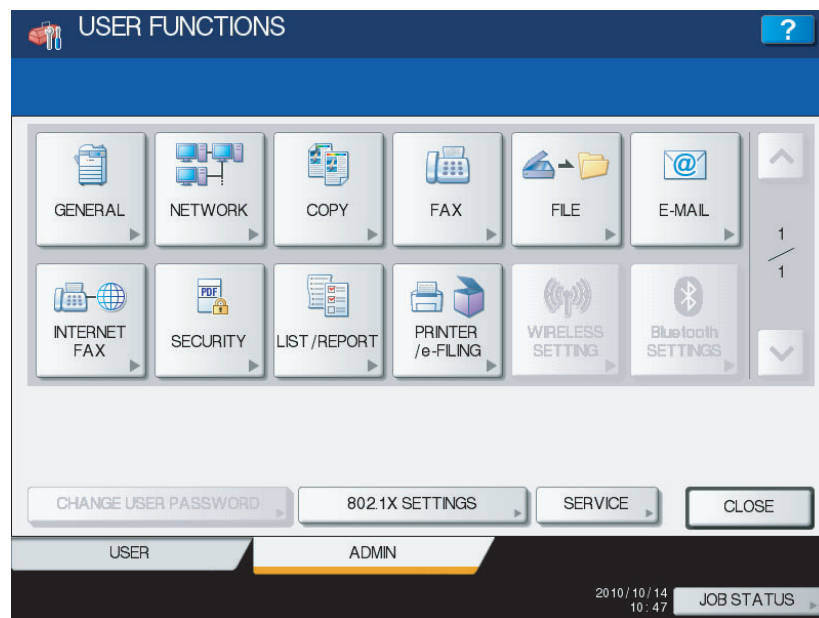 USER FUNCTIONS
?
GENERAL
NETWORK
COPY
FAX
FILE
E-MAIL
1
1
INTERNET
FAX
PDF
SECURITY
LIST/REPORT
PRINTER
/e-FILING
WIRELESS
SETTING
Bluetooth
SETTINGS
CHANGE USER PASSWORD
802.1X SETTINGS
SERVICE
CLOSE
USER
ADMIN
2010/10/14
10:47
JOB STATUS